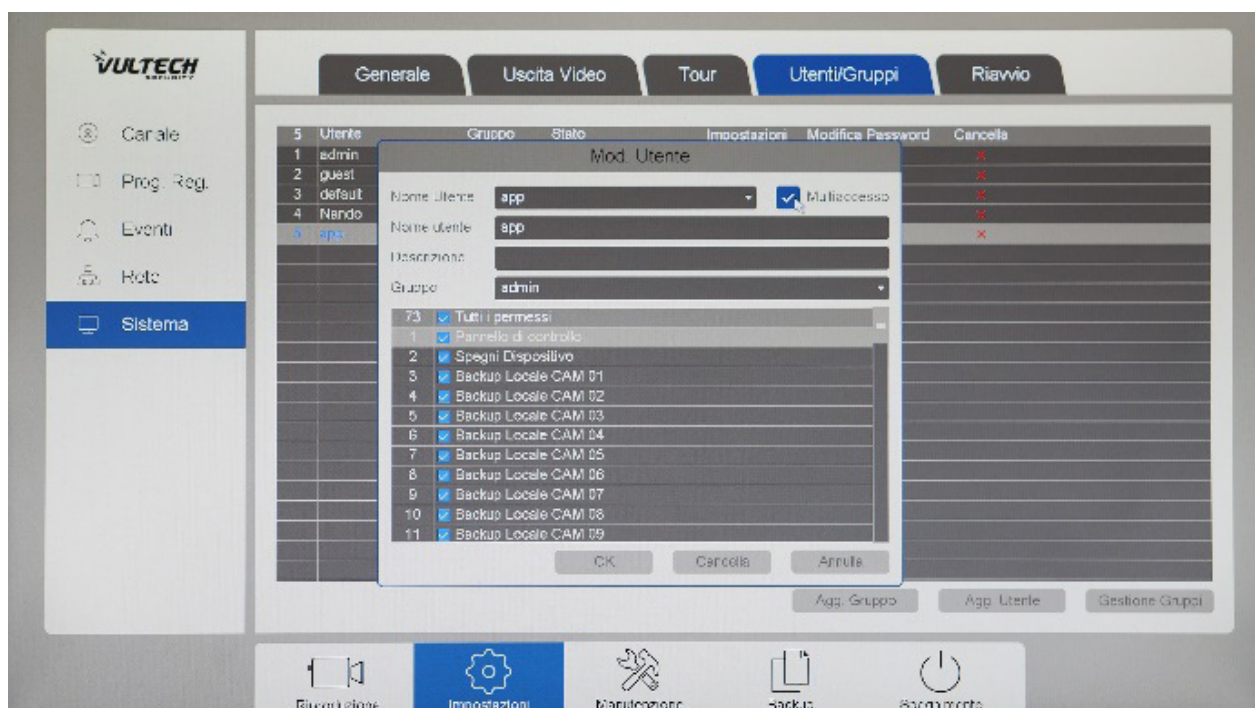 VULTECH
SECURITY
Generale Uscita Video Tour Utenti/Gruppi Riavvio
Canale
Prog. Reg.
Eventi
Rete
Sistema
5 Utente Gruppo Stato Impostazioni Modifica Password Cancella
1 admin
2 guest
3 default
4 Nando
5 app
Mod. Utente
Nome Utente app Multiaccesso
Nome utente app
Descrizione
Gruppo admin
73 Tutti i permessi
1 Pannello di controllo
2 Spegni Dispositivo
3 Backup Locale CAM 01
4 Backup Locale CAM 02
5 Backup Locale CAM 03
6 Backup Locale CAM 04
7 Backup Locale CAM 05
8 Backup Locale CAM 06
9 Backup Locale CAM 07
10 Backup Locale CAM 08
11 Backup Locale CAM 09
OK Cancella Annulla
Agg. Gruppo Agg. Utente Gestione Gruppi
Impostazioni Manutenzione Backup Spegnimento